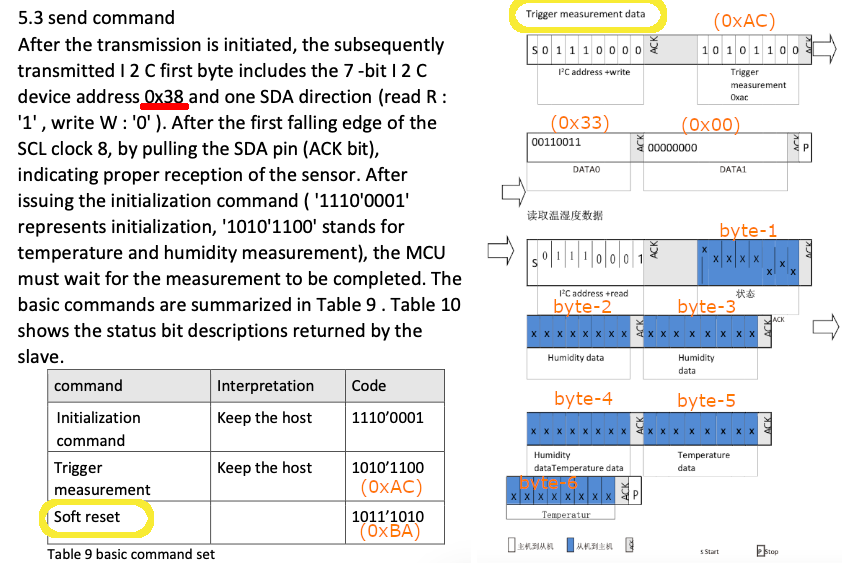 5.3 send command
After the transmission is initiated, the subsequently
transmitted I 2 C first byte includes the 7 -bit I 2 C
device address 0x38 and one SDA direction (read R :
'1' , write W : '0' ). After the first falling edge of the
SCL clock 8, by pulling the SDA pin (ACK bit),
indicating proper reception of the sensor. After
issuing the initialization command ( '1110'0001'
represents initialization, '1010'1100' stands for
temperature and humidity measurement), the MCU
must wait for the measurement to be completed. The
basic commands are summarized in Table 9 . Table 10
shows the status bit descriptions returned by the
slave.
command Interpretation Code
Initialization Keep the host 1110'0001
command
Trigger Keep the host 1010'1100
measurement (0xAC)
Soft reset 1011'1010
(0xBA)
Table 9 basic command set
Trigger measurement data
(0xAC)
S 0 1 1 1 0 0 0 0 ACK 1 0 1 0 1 1 0 0 ACK
I²C address +write Trigger
measurement
0xac
(0x33) (0x00)
00110011 ACK 00000000 ACK P
DATA0 DATA1
读取温湿度数据
byte-1
S 0 1 1 1 0 0 0 1 ACK X X X X X X X X ACK
I²C address +read 状态
byte-2 byte-3
X X X X X X X X ACK X X X X X X X X ACK ACK
Humidity data Humidity
data
byte-4 byte-5
X X X X X X X X ACK X X X X X X X X ACK
Humidity Temperature
dataTemperature data data
byte-6
X X X X X X X X ACK P
Temperatur
主机到从机 从机到主机 S Start P Stop